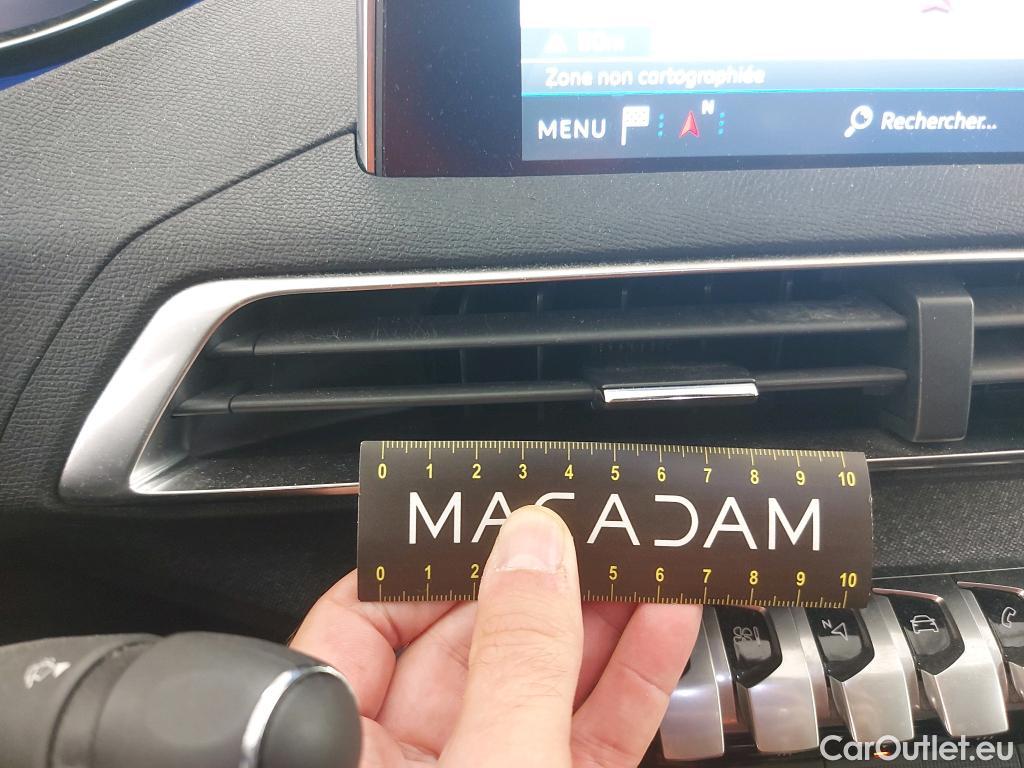 80m
Zone non cartographiée
MENU N Rechercher...
0 1 2 3 4 5 6 7 8 9 10
MACADAM
0 1 2 5 6 7 8 9 10
N
CarOutlet.eu